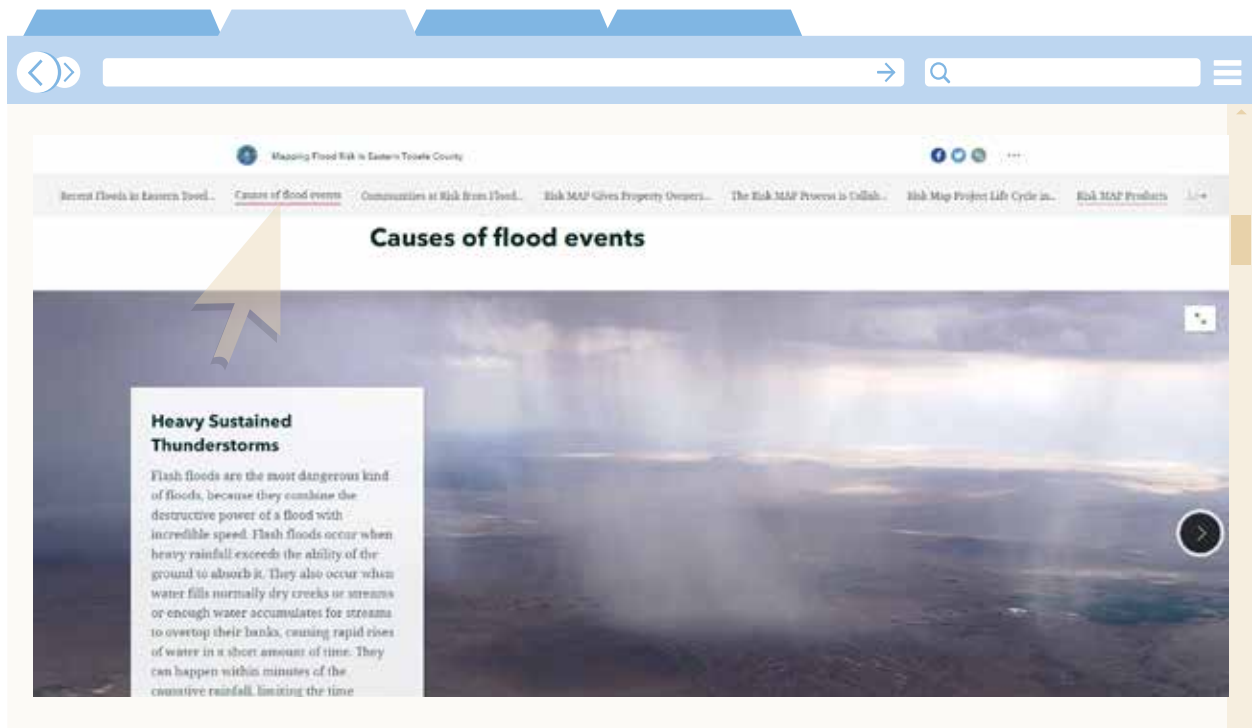 Mapping Flood Risk in Eastern Tooele County
Recent Floods in Eastern Tooel...
Causes of flood events
Communities at Risk from Flood...
Risk MAP Gives Property Owners...
The Risk MAP Process is Collab...
Risk Map Project Life Cycle in...
Risk MAP Products
Causes of flood events
Heavy Sustained
Thunderstorms
Flash floods are the most dangerous kind
of floods, because they combine the
destructive power of a flood with
incredible speed. Flash floods occur when
heavy rainfall exceeds the ability of the
ground to absorb it. They also occur when
water fills normally dry creeks or streams
or enough water accumulates for streams
to overtop their banks, causing rapid rises
of water in a short amount of time. They
can happen within minutes of the
causative rainfall, limiting the time